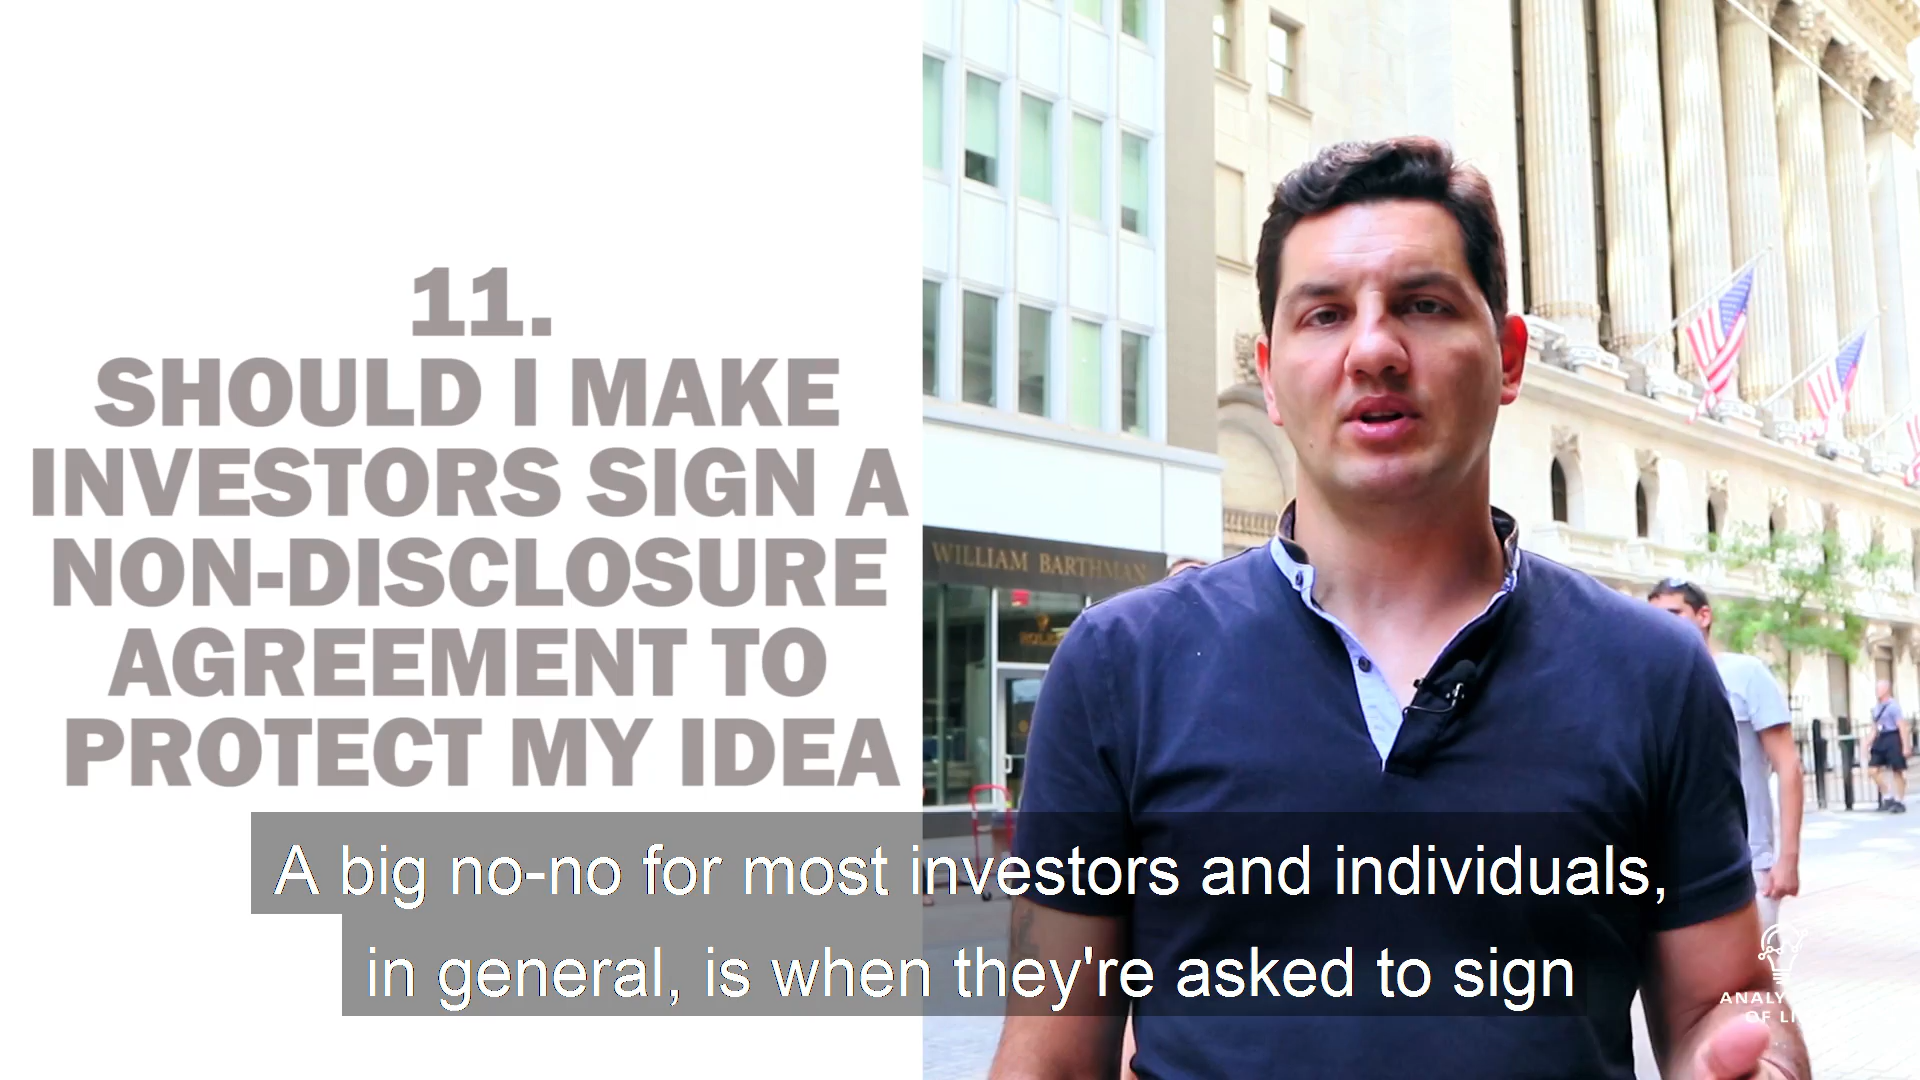 11.
SHOULD I MAKE
INVESTORS SIGN A
NON-DISCLOSURE
AGREEMENT TO
PROTECT MY IDEA
WILLIAM BARTHMAN
A big no-no for most investors and individuals,
in general, is when they're asked to sign
OF